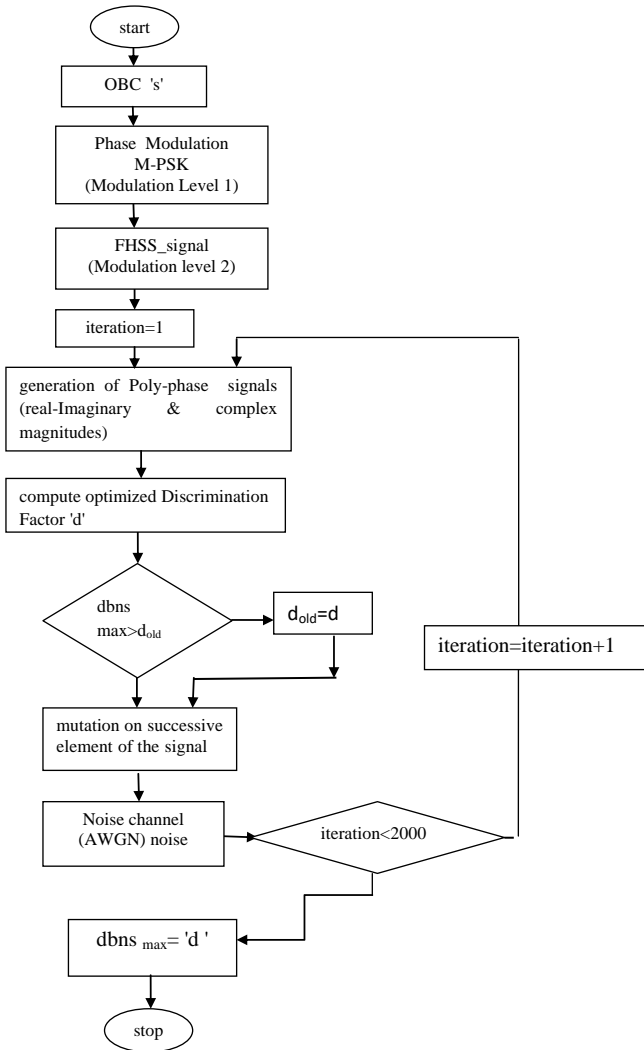 start
OBC 's'
Phase Modulation
M-PSK
(Modulation Level 1)
FHSS_signal
(Modulation level 2)
iteration=1
generation of Poly-phase signals
(real-Imaginary & complex
magnitudes)
compute optimized Discrimination
Factor 'd'
dbns
max>dold
dold=d
iteration=iteration+1
mutation on successive
element of the signal
Noise channel
(AWGN) noise
iteration<2000
dbns max= 'd '
stop